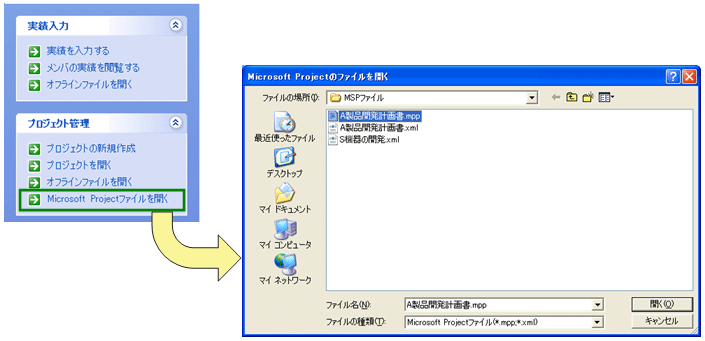 実績入力
実績を入力する
メンバの実績を閲覧する
オフラインファイルを開く
プロジェクト管理
プロジェクトの新規作成
プロジェクトを開く
オフラインファイルを開く
Microsoft Projectファイルを開く
Microsoft Projectのファイルを開く
ファイルの場所(I):
MSPファイル
最近使ったファイル
デスクトップ
マイ ドキュメント
マイ コンピュータ
マイ ネットワーク
A製品開発計画書.mpp
A製品開発計画書.xml
S機器の開発.xml
ファイル名(N):
A製品開発計画書.mpp
開く(O)
ファイルの種類(T):
Microsoft Projectファイル(*.mpp;*.xml)
キャンセル